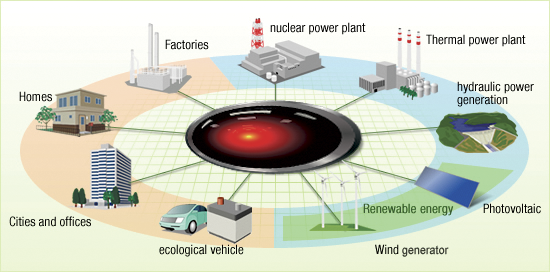 nuclear power plant
Factories
Thermal power plant
Homes
hydraulic power
generation
Cities and offices
Renewable energy
Photovoltaic
ecological vehicle
Wind generator